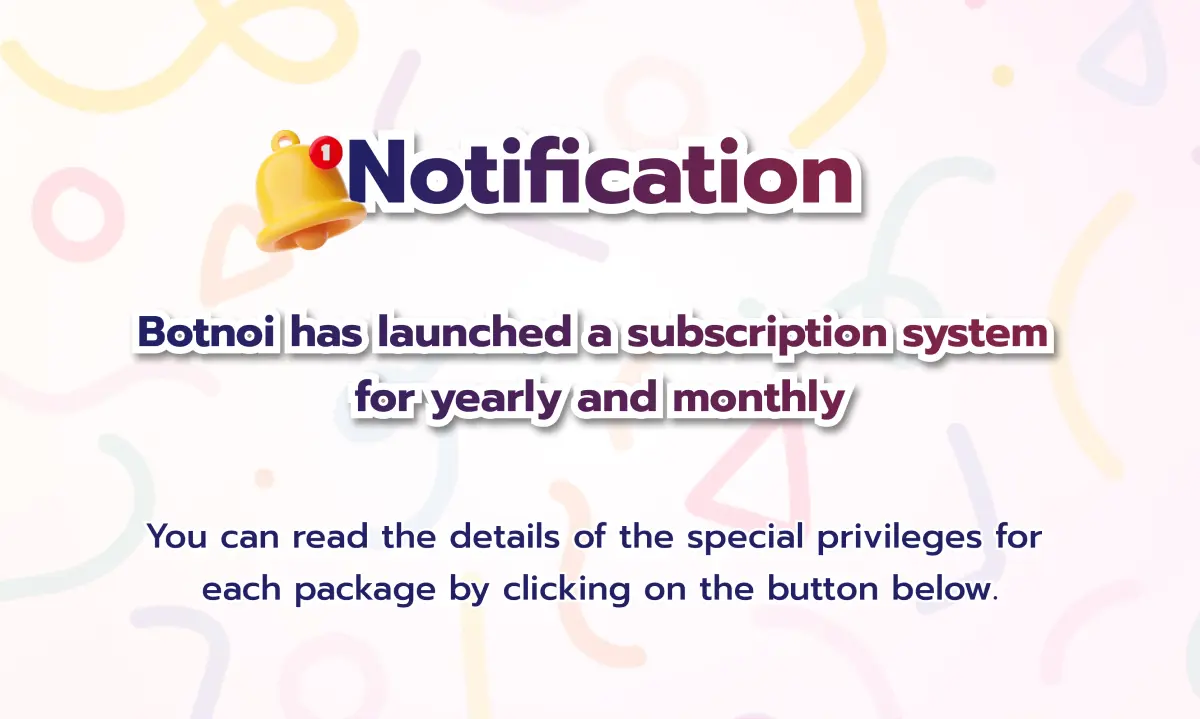 1
Notification
Botnoi has launched a subscription system
for yearly and monthly
You can read the details of the special privileges for
each package by clicking on the button below.